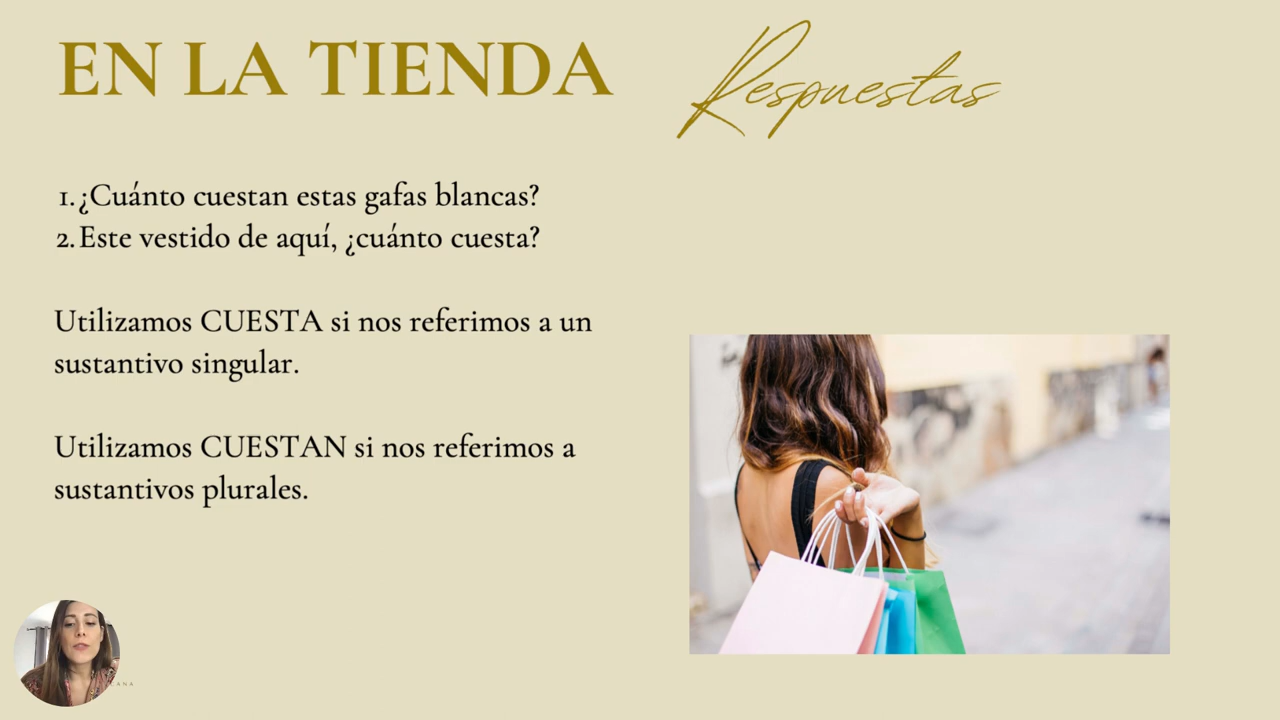 EN LA TIENDA
Respuestas
1. ¿Cuánto cuestan estas gafas blancas?
2. Este vestido de aquí, ¿cuánto cuesta?
Utilizamos CUESTA si nos referimos a un
sustantivo singular.
Utilizamos CUESTAN si nos referimos a
sustantivos plurales.